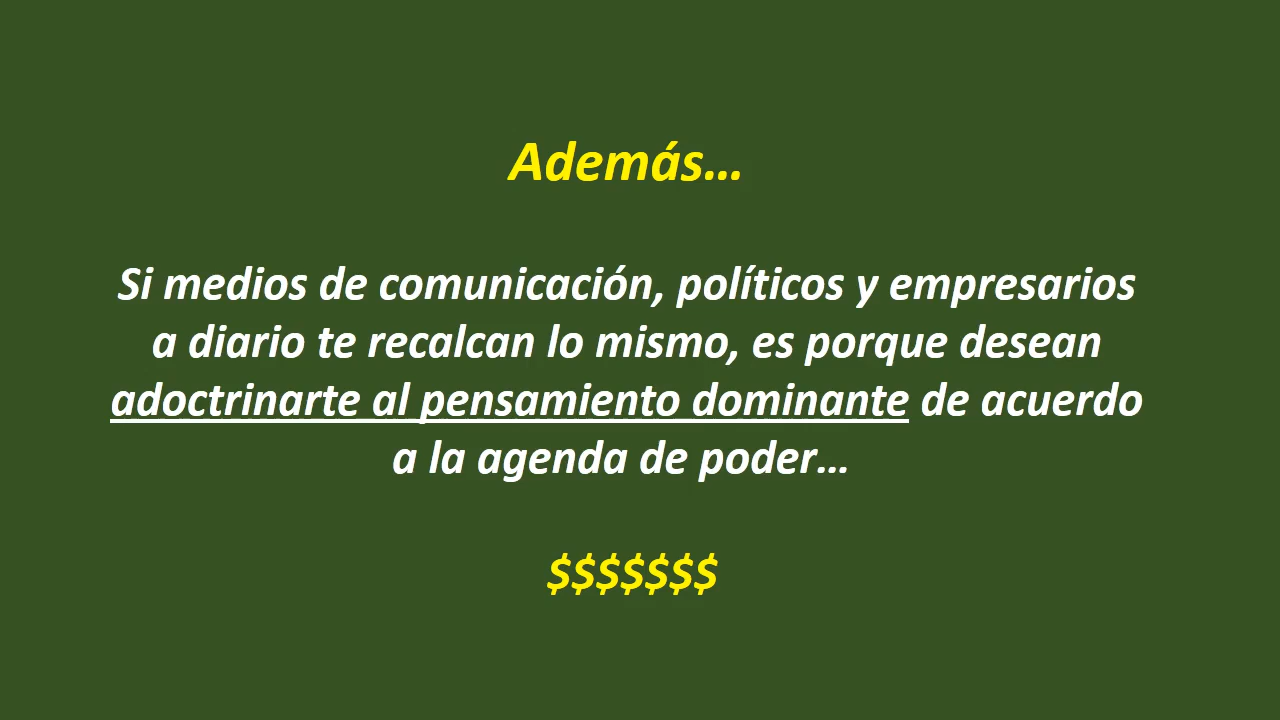 Además...
Si medios de comunicación, políticos y empresarios
a diario te recalcan lo mismo, es porque desean
adoctrinarte al pensamiento dominante de acuerdo
a la agenda de poder...
$$$$$$$